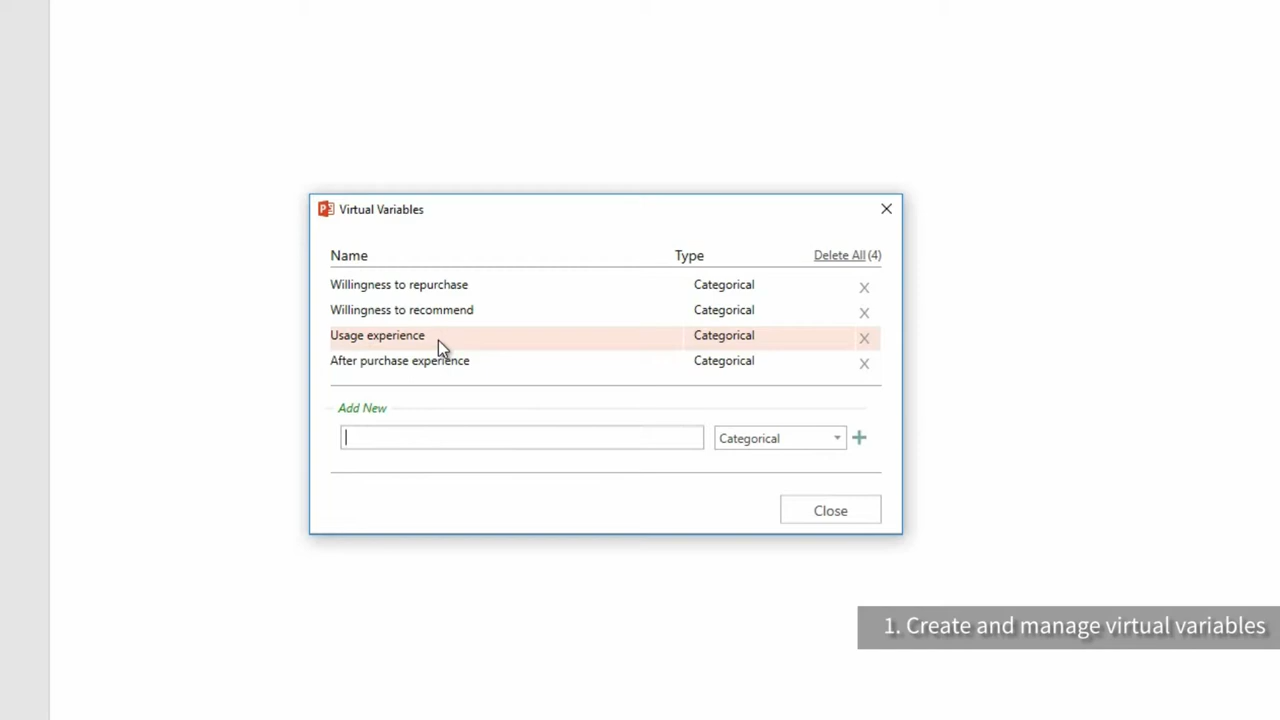 Virtual Variables
Name Type Delete All (4)
Willingness to repurchase Categorical X
Willingness to recommend Categorical X
Usage experience Categorical X
After purchase experience Categorical X
Add New
Categorical
Close
1. Create and manage virtual variables